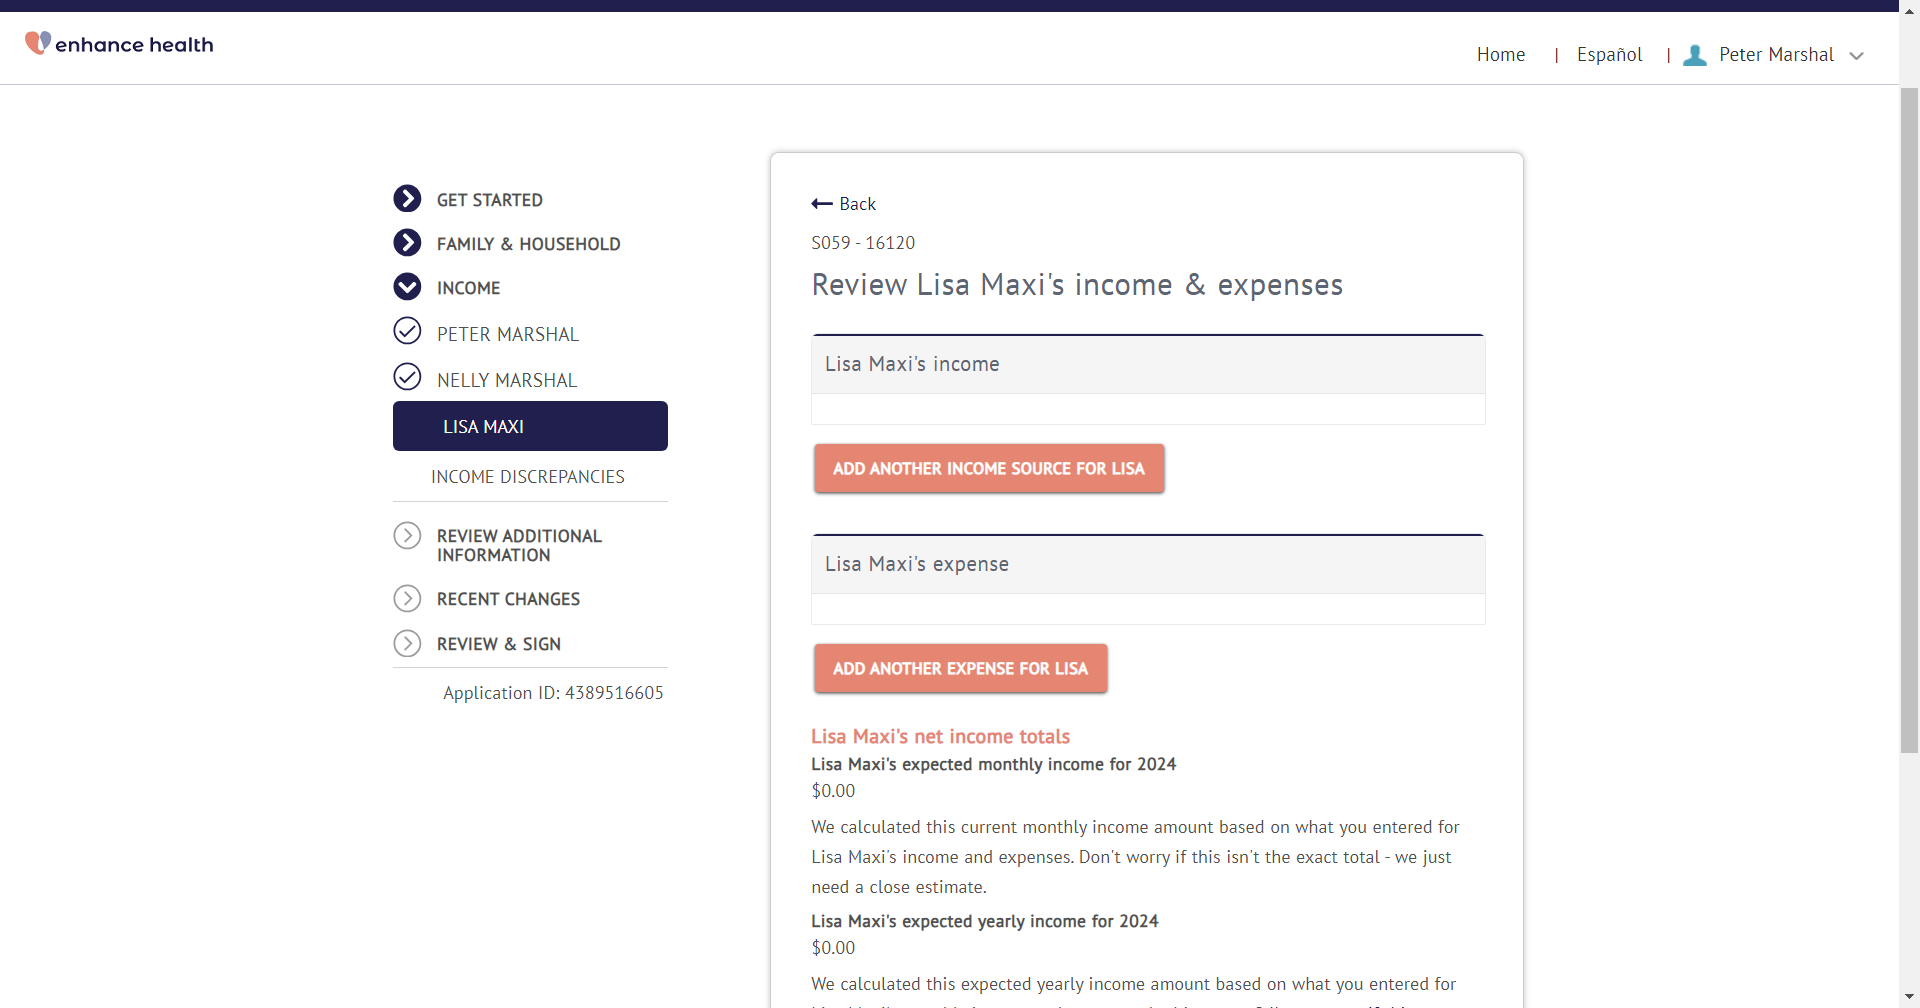 enhance health
Home | Español | Peter Marshal
GET STARTED
FAMILY & HOUSEHOLD
INCOME
PETER MARSHAL
NELLY MARSHAL
LISA MAXI
INCOME DISCREPANCIES
REVIEW ADDITIONAL
INFORMATION
RECENT CHANGES
REVIEW & SIGN
Application ID: 4389516605
Back
S059 - 16120
Review Lisa Maxi's income & expenses
Lisa Maxi's income
ADD ANOTHER INCOME SOURCE FOR LISA
Lisa Maxi's expense
ADD ANOTHER EXPENSE FOR LISA
Lisa Maxi's net income totals
Lisa Maxi's expected monthly income for 2024
$0.00
We calculated this current monthly income amount based on what you entered for
Lisa Maxi's income and expenses. Don't worry if this isn't the exact total - we just
need a close estimate.
Lisa Maxi's expected yearly income for 2024
$0.00
We calculated this expected yearly income amount based on what you entered for